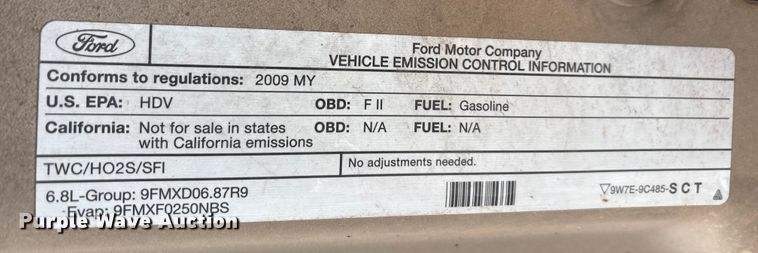 Ford
Ford Motor Company
VEHICLE EMISSION CONTROL INFORMATION
Conforms to regulations: 2009 MY
U.S. EPA: HDV OBD: F II FUEL: Gasoline
California: Not for sale in states OBD: N/A FUEL: N/A
with California emissions
TWC/HO2S/SFI No adjustments needed.
6.8L-Group: 9FMXD06.87R9
▽9W7E-9C485-S C T
Evap: 9FMXF0250NBS
Purple Wave Auction